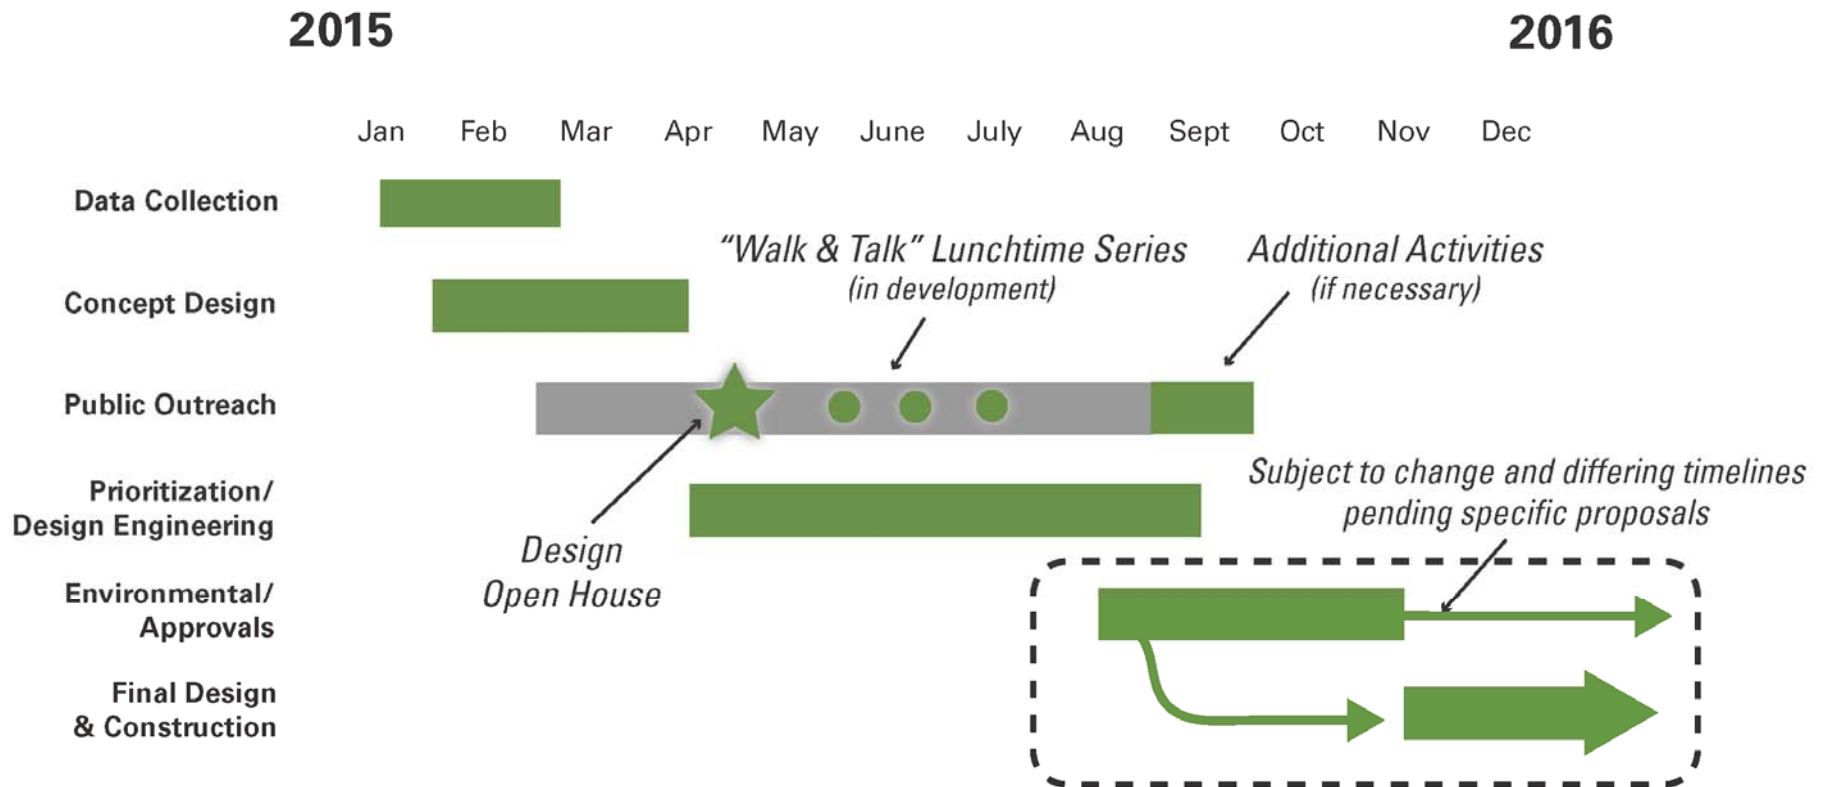 2015 2016
Jan Feb Mar Apr May June July Aug Sept Oct Nov Dec
Data Collection
“Walk & Talk” Lunchtime Series
(in development)
Additional Activities
(if necessary)
Concept Design
Public Outreach
Design
Open House
Prioritization/
Design Engineering
Subject to change and differing timelines
pending specific proposals
Environmental/
Approvals
Final Design
& Construction